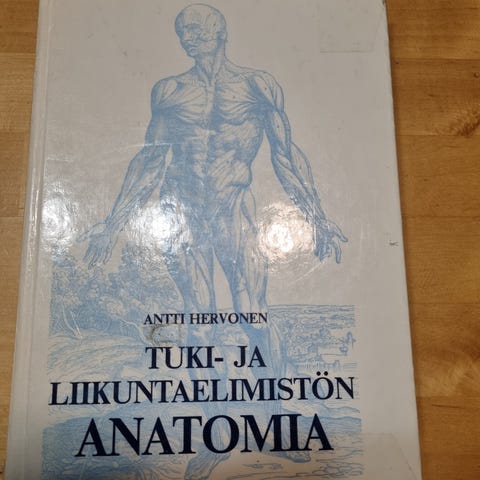 ANTTI HERVONEN
TUKI- JA
LIIKUNTAELIMISTÖN
ANATOMIA